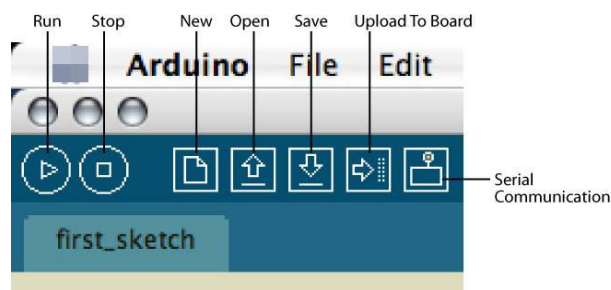 Run Stop New Open Save Upload To Board
Arduino File Edit
Serial
Communication
first_sketch